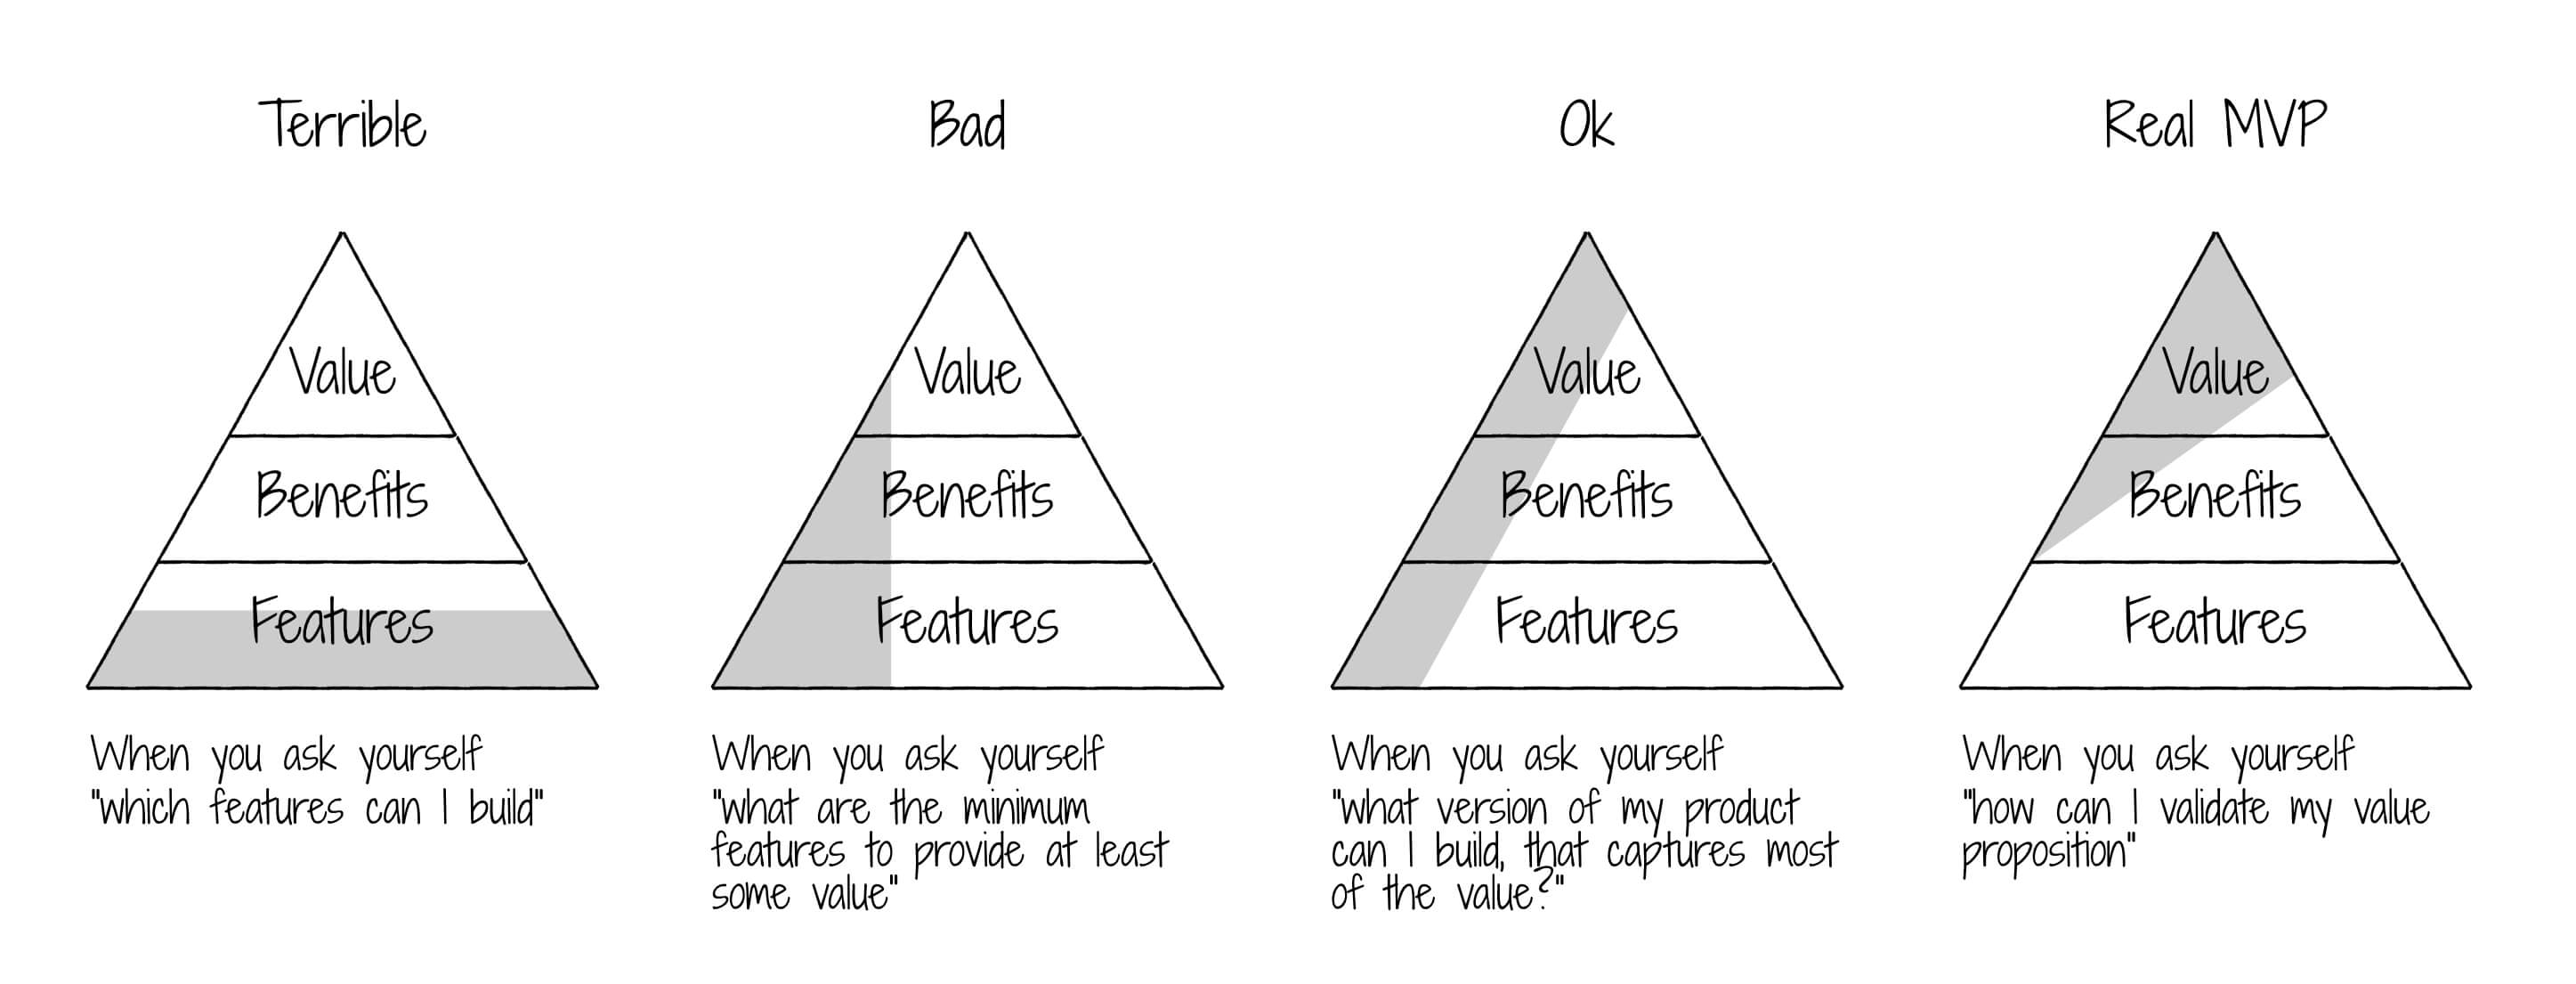 Terrible
Value
Benefits
Features
When you ask yourself
"which features can I build"
Bad
Value
Benefits
Features
When you ask yourself
"what are the minimum
features to provide at least
some value"
Ok
Value
Benefits
Features
When you ask yourself
"what version of my product
can I build, that captures most
of the value?"
Real MVP
Value
Benefits
Features
When you ask yourself
"how can I validate my value
proposition"